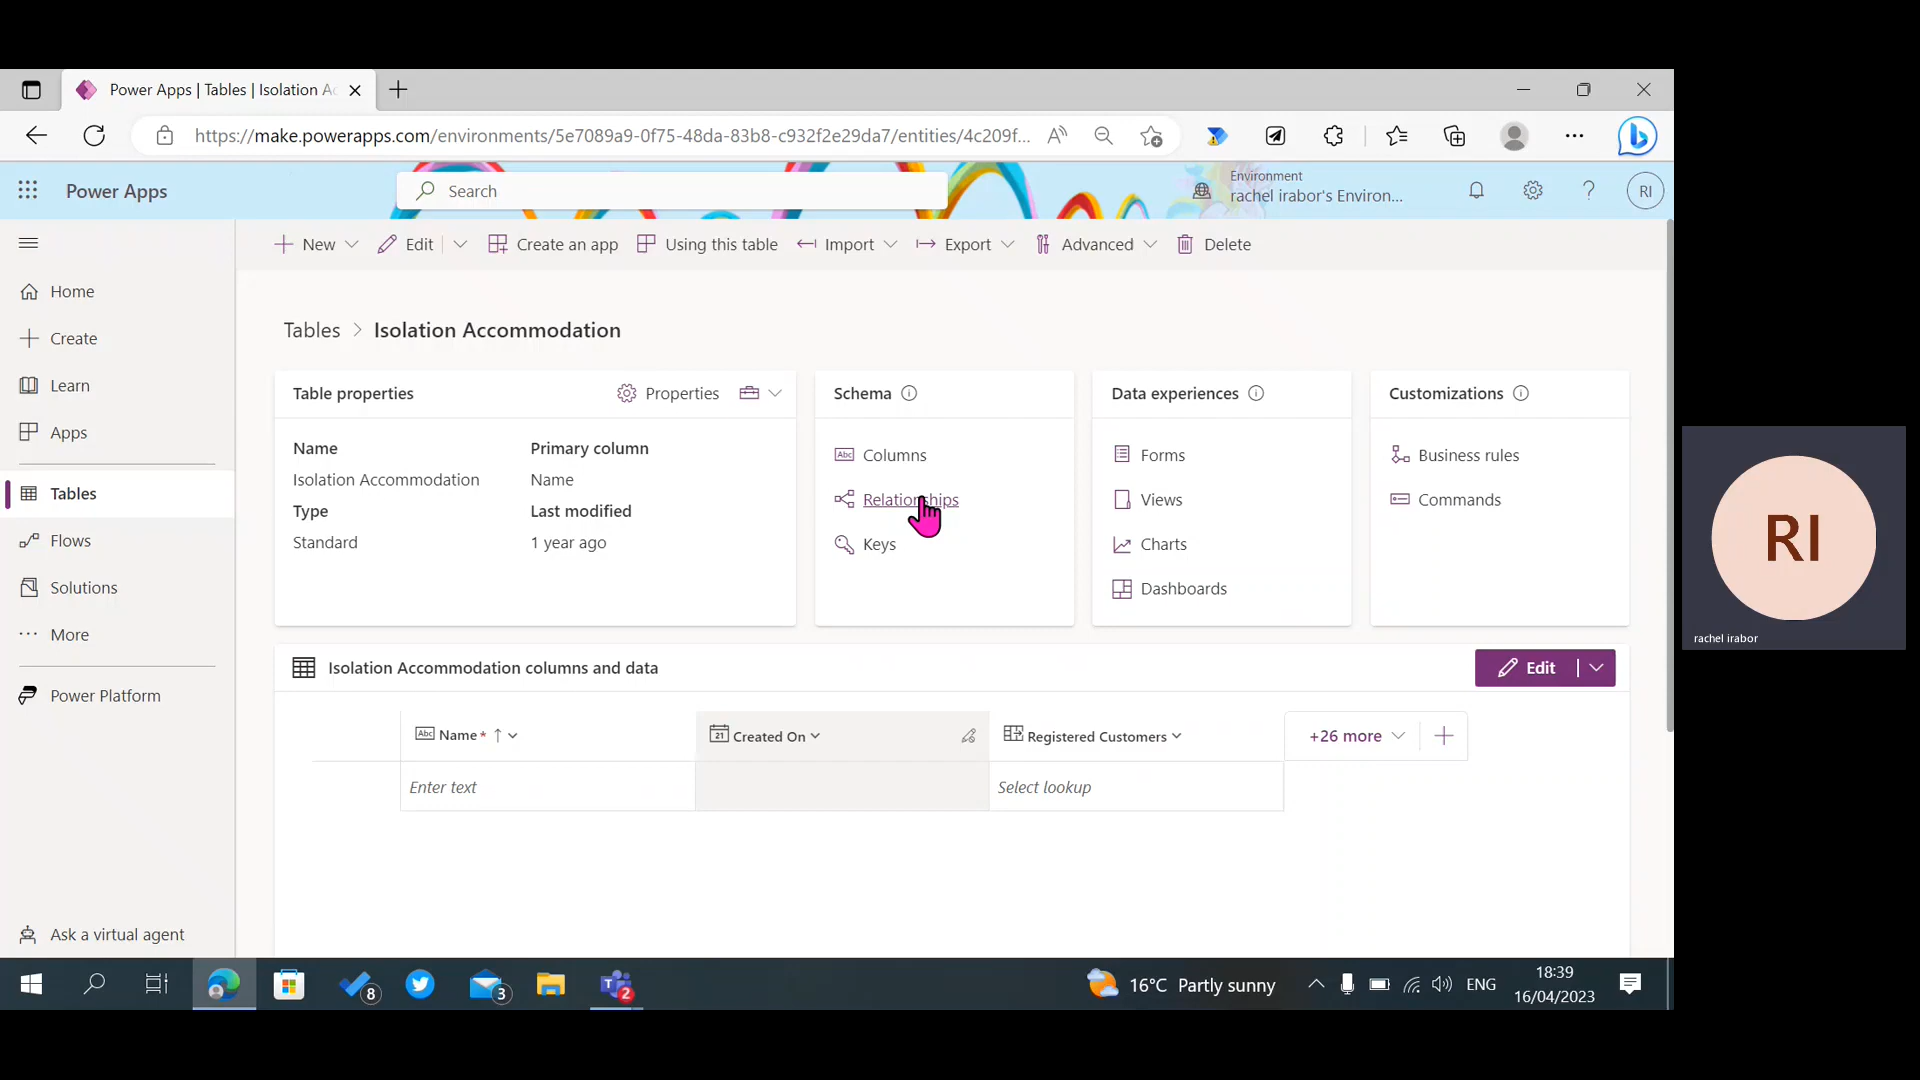 Power Apps | Tables | Isolation Ac
https://make.powerapps.com/environments/5e7089a9-0f75-48da-83b8-c932f2e29da7/entities/4c209f...
Power Apps
Search
Environment
rachel irabor's Environ...
RI
New
Edit
Create an app
Using this table
Import
Export
Advanced
Delete
Home
Create
Learn
Apps
Tables
Flows
Solutions
More
Power Platform
Ask a virtual agent
Tables > Isolation Accommodation
Table properties
Properties
Name
Isolation Accommodation
Type
Standard
Primary column
Name
Last modified
1 year ago
Schema
Columns
Relationships
Keys
Data experiences
Forms
Views
Charts
Dashboards
Customizations
Business rules
Commands
Isolation Accommodation columns and data
Edit
Abc Name *
21 Created On
Registered Customers
+26 more
Enter text
Select lookup
RI
rachel irabor
8
3
2
16°C Partly sunny
ENG
18:39
16/04/2023